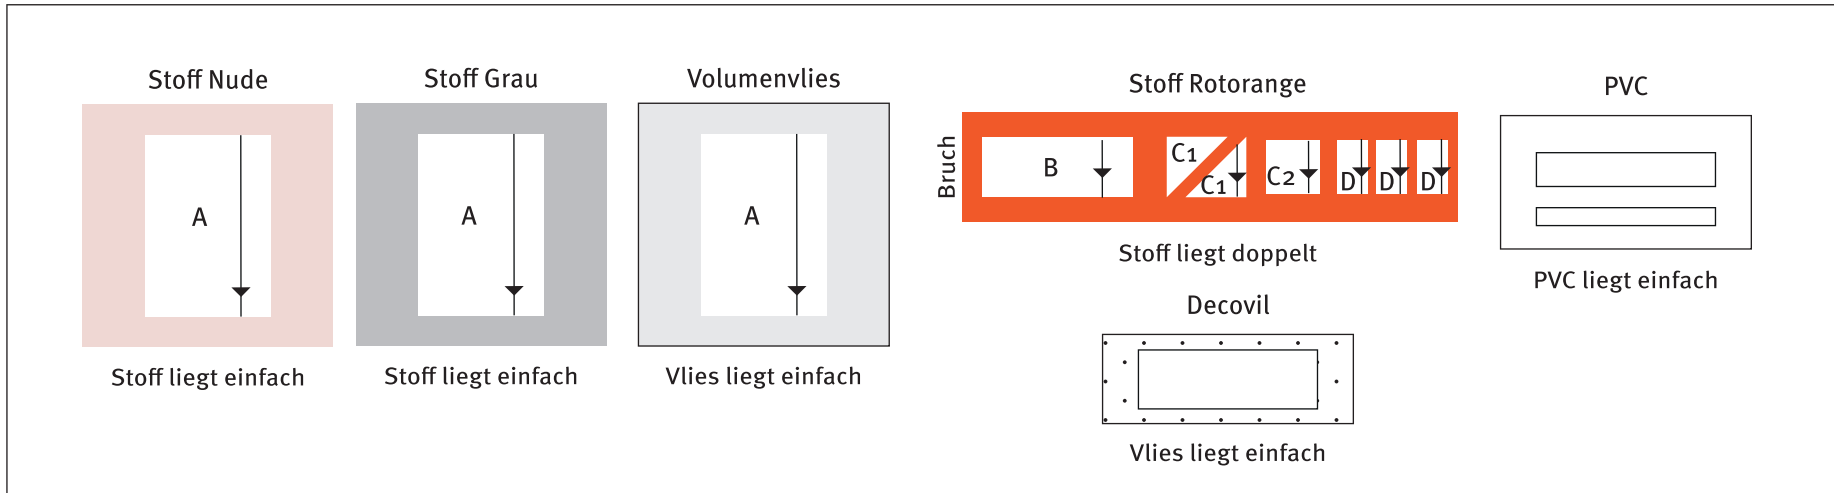 Stoff Nude
A
Stoff liegt einfach
Stoff Grau
A
Stoff liegt einfach
Volumenvlies
A
Vlies liegt einfach
Stoff Rotorange
Bruch
B
C1
C1
C2
D
D
D
Stoff liegt doppelt
Decovil
Vlies liegt einfach
PVC
PVC liegt einfach